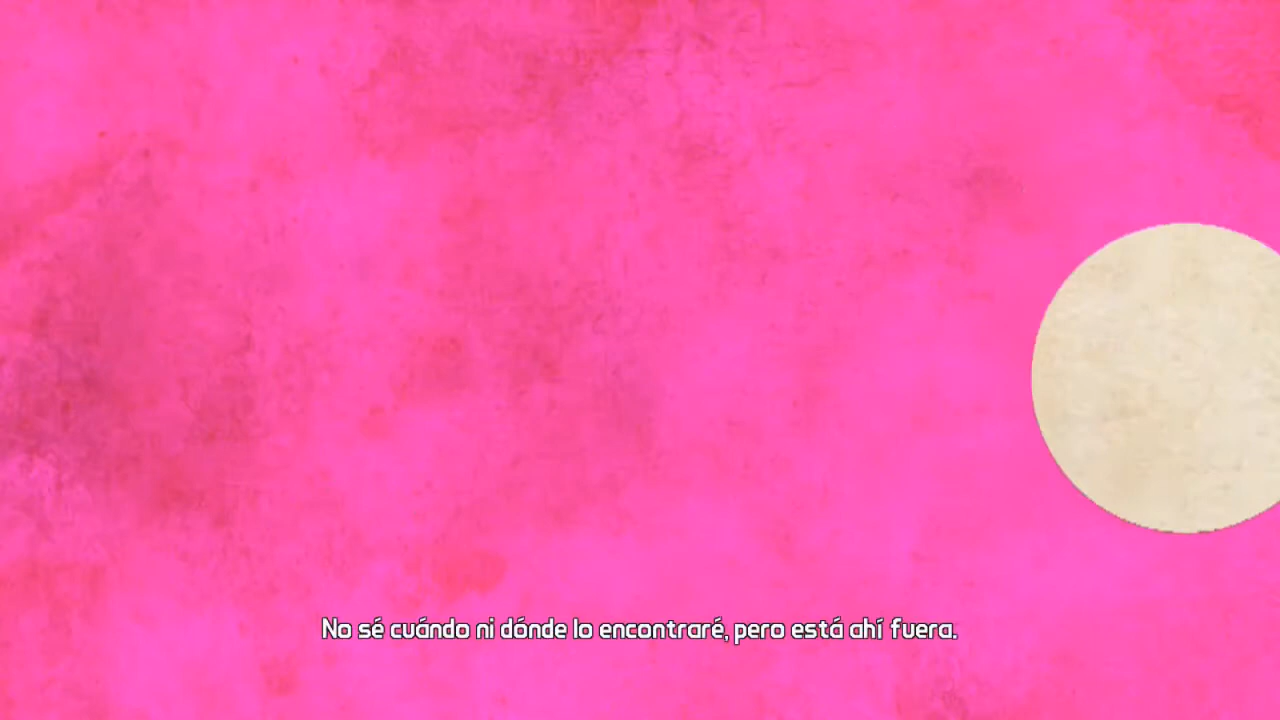 No sé cuándo ni dónde lo encontraré, pero está ahí fuera.